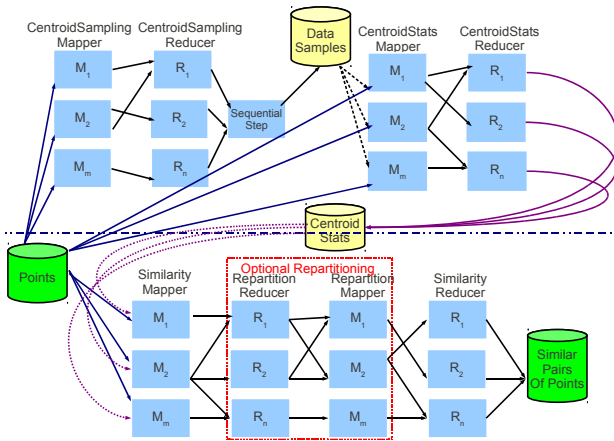 CentroidSampling
Mapper
CentroidSampling
Reducer
Data
Samples
CentroidStats
Mapper
CentroidStats
Reducer
M1
R1
M1
R1
M2
R2
Sequential
Step
M2
R2
Mm
Rn
Mm
Rn
Centroid
Stats
Points
Similarity
Mapper
Optional Repartitioning
Repartition
Reducer
Repartition
Mapper
Similarity
Reducer
M1
R1
M1
R1
M2
R2
M2
R2
Mm
Rn
Mm
Rn
Similar
Pairs
Of Points